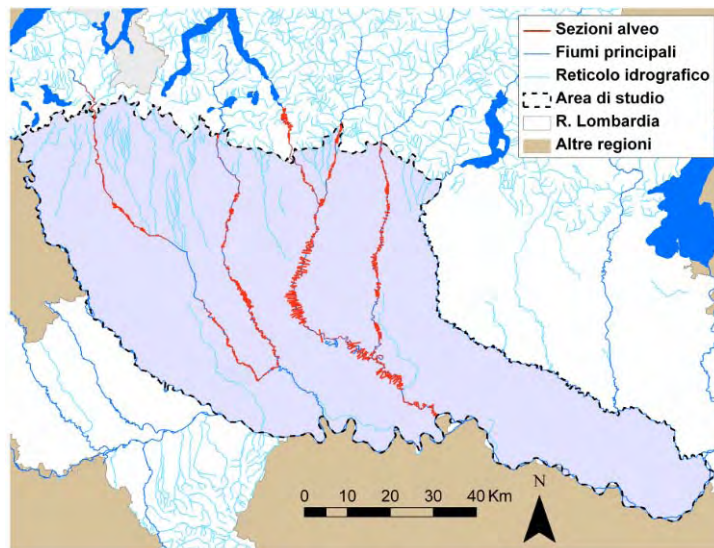 Sezioni alveo
Fiumi principali
Reticolo idrografico
Area di studio
R. Lombardia
Altre regioni
N
0 10 20 30 40 Km